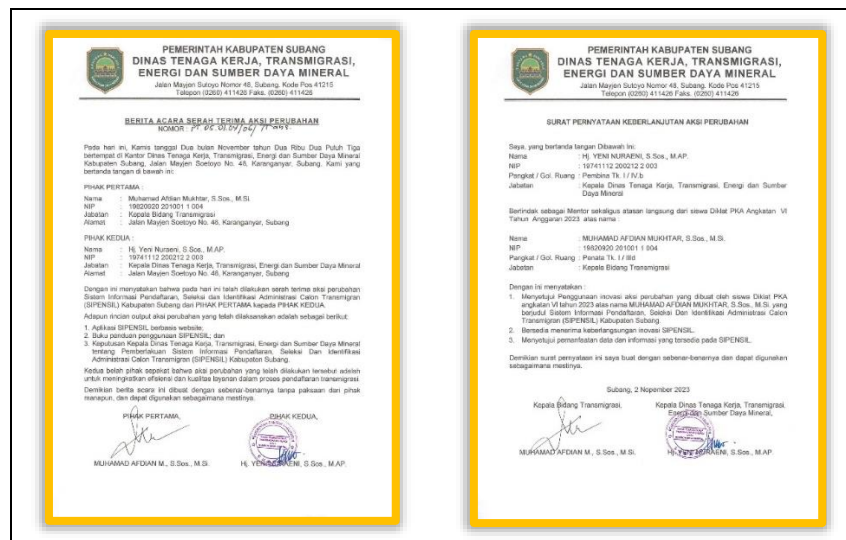 PEMERINTAH KABUPATEN SUBANG
DINAS TENAGA KERJA, TRANSMIGRASI,
ENERGI DAN SUMBER DAYA MINERAL
Jalan Mayjen Sutoyo Nomor 48, Subang, Kode Pos 41215
Telepon (0260) 411426 Faks. (0260) 411426
BERITA ACARA SERAH TERIMA AKSI PERUBAHAN
NOMOR :
Pada hari ini, Kamis tanggal Dua bulan November tahun Dua Ribu Dua Puluh Tiga
bertempat di Kantor Dinas Tenaga Kerja, Transmigrasi, Energi dan Sumber Daya Mineral
Kabupaten Subang, Jalan Mayjen Soetoyo No. 48, Karanganyar, Subang. Kami yang
bertanda tangan di bawah ini:
PIHAK PERTAMA :
Nama : Muhamad Afdian Mukhtar, S.Sos., M.Si.
NIP : 19820920 201001 1 004
Jabatan : Kepala Bidang Transmigrasi
Alamat : Jalan Mayjen Soetoyo No. 48, Karanganyar, Subang
PIHAK KEDUA :
Nama : Hj. Yeni Nuraeni, S.Sos., M.AP.
NIP : 19741112 200212 2 003
Jabatan : Kepala Dinas Tenaga Kerja, Transmigrasi, Energi dan Sumber Daya Mineral
Alamat : Jalan Mayjen Soetoyo No. 48, Karanganyar, Subang
Dengan ini menyatakan bahwa pada hari ini telah dilakukan serah terima aksi perubahan
Sistem Informasi Pendaftaran, Seleksi dan Identifikasi Administrasi Calon Transmigran
(SIPENSIL) Kabupaten Subang dari PIHAK PERTAMA kepada PIHAK KEDUA.
Adapun rincian output aksi perubahan yang telah dilaksanakan adalah sebagai berikut:
1. Aplikasi SIPENSIL berbasis website;
2. Buku panduan penggunaan SIPENSIL; dan
3. Keputusan Kepala Dinas Tenaga Kerja, Transmigrasi, Energi dan Sumber Daya Mineral
tentang Pemberlakuan Sistem Informasi Pendaftaran, Seleksi Dan Identifikasi
Administrasi Calon Transmigran (SIPENSIL) Kabupaten Subang.
Kedua belah pihak sepakat bahwa aksi perubahan yang telah dilakukan tersebut adalah
untuk meningkatkan efisiensi dan kualitas layanan dalam proses pendaftaran transmigrasi.
Demikian berita acara ini dibuat dengan sebenar-benarnya tanpa paksaan dari pihak
manapun, dan dapat digunakan sebagaimana mestinya.
PIHAK PERTAMA, PIHAK KEDUA,
MUHAMAD AFDIAN M., S.Sos., M.Si. Hj. YENI NURAENI, S.Sos., M.AP.
PEMERINTAH KABUPATEN SUBANG
DINAS TENAGA KERJA, TRANSMIGRASI,
ENERGI DAN SUMBER DAYA MINERAL
Jalan Mayjen Sutoyo Nomor 48, Subang, Kode Pos 41215
Telepon (0260) 411426 Faks. (0260) 411426
SURAT PERNYATAAN KEBERLANJUTAN AKSI PERUBAHAN
Saya, yang bertanda tangan Dibawah Ini:
Nama : Hj. YENI NURAENI, S.Sos., M.AP.
NIP : 19741112 200212 2 003
Pangkat / Gol. Ruang : Pembina Tk. I / IV.b
Jabatan : Kepala Dinas Tenaga Kerja, Transmigrasi, Energi dan Sumber
Daya Mineral
Bertindak sebagai Mentor sekaligus atasan langsung dari siswa Diklat PKA Angkatan VI
Tahun Anggaran 2023 atas nama :
Nama : MUHAMAD AFDIAN MUKHTAR, S.Sos., M.Si.
NIP : 19820920 201001 1 004
Pangkat / Gol. Ruang : Penata Tk. I / IIId
Jabatan : Kepala Bidang Transmigrasi
Dengan ini menyatakan :
1. Menyetujui Penggunaan inovasi aksi perubahan yang dibuat oleh siswa Diklat PKA
angkatan VI tahun 2023 atas nama MUHAMAD AFDIAN MUKHTAR, S.Sos., M.Si. yang
berjudul Sistem Informasi Pendaftaran, Seleksi Dan Identifikasi Administrasi Calon
Transmigran (SIPENSIL) Kabupaten Subang.
2. Bersedia menerima keberlangsungan inovasi SIPENSIL.
3. Menyetujui pemanfaatan data dan informasi yang tersedia pada SIPENSIL.
Demikian surat pernyataan ini saya buat dengan sebenar-benarnya dan dapat digunakan
sebagaimana mestinya.
Subang, 2 Nopember 2023
Kepala Bidang Transmigrasi, Kepala Dinas Tenaga Kerja, Transmigrasi,
Energi dan Sumber Daya Mineral,
MUHAMAD AFDIAN M., S.Sos., M.Si. Hj. YENI NURAENI, S.Sos., M.AP.